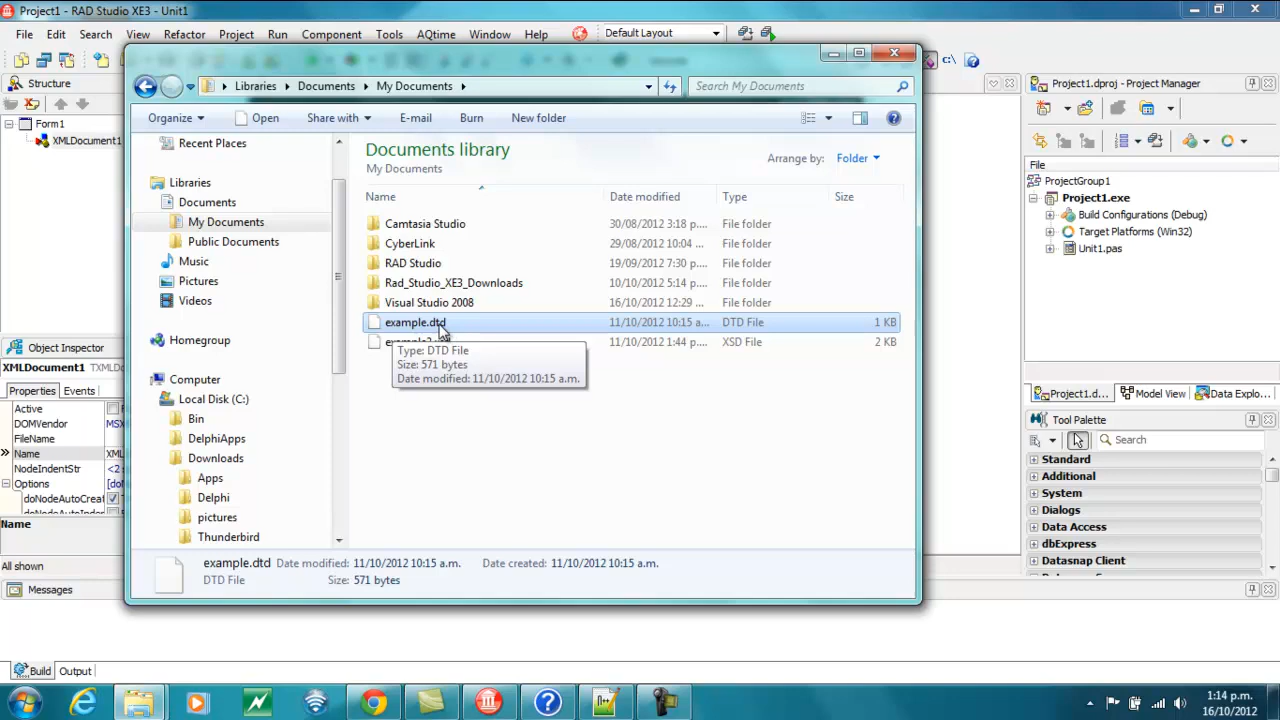 Project1 - RAD Studio XE3 - Unit1
File Edit Search View Refactor Project Run Component Tools AQtime Window Help Default Layout
Structure
Form1
XMLDocument1
Libraries Documents My Documents Search My Documents
Organize Open Share with E-mail Burn New folder
Recent Places
Libraries
Documents
My Documents
Public Documents
Music
Pictures
Videos
Homegroup
Computer
Local Disk (C:)
Bin
DelphiApps
Downloads
Apps
Delphi
pictures
Thunderbird
Documents library
My Documents
Arrange by: Folder
Name Date modified Type Size
Camtasia Studio 30/08/2012 3:18 p.... File folder
CyberLink 29/08/2012 10:04 ... File folder
RAD Studio 19/09/2012 7:30 p.... File folder
Rad_Studio_XE3_Downloads 10/10/2012 5:14 p.... File folder
Visual Studio 2008 16/10/2012 12:29 ... File folder
example.dtd 11/10/2012 10:15 a... DTD File 1 KB
11/10/2012 1:44 p.... XSD File 2 KB
Type: DTD File
Size: 571 bytes
Date modified: 11/10/2012 10:15 a.m.
example.dtd Date modified: 11/10/2012 10:15 a.m. Date created: 11/10/2012 10:15 a.m.
DTD File Size: 571 bytes
Object Inspector
XMLDocument1 TXML
Properties Events
Active
DOMVendor MSX
FileName
Name XML
NodeIndentStr <2
Options [do
doNodeAutoCrea
doNodeAutoInden
Name
All shown
Messages
Build Output
Project1.dproj - Project Manager
File
ProjectGroup1
Project1.exe
Build Configurations (Debug)
Target Platforms (Win32)
Unit1.pas
Project1.d... Model View Data Explo...
Tool Palette
Search
Standard
Additional
System
Dialogs
Data Access
dbExpress
Datasnap Client
1:14 p.m.
16/10/2012